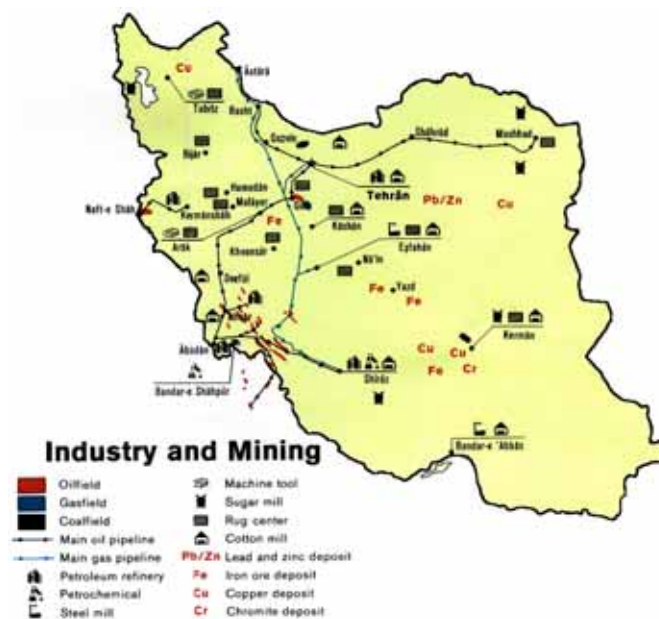 Cu
Āstārā
Tabrīz
Rasht
Qazvīn
Shāhrūd
Mashhad
Bījār
Tehrān
Hamadān
Malāyer
Naft-e Shāh
Kermānshāh
Pb/Zn
Cu
Fe
Kāshān
Arāk
Khvonsār
Eşfahān
Nā'īn
Dezfūl
Fe
Yazd
Fe
Kermān
Ābādān
Cu
Cu
Fe
Cr
Bandar-e Shāhpūr
Shīrāz
Bandar-e 'Abbās
Industry and Mining
Oilfield
Gasfield
Coalfield
Main oil pipeline
Main gas pipeline
Petroleum refinery
Petrochemical
Steel mill
Machine tool
Sugar mill
Rug center
Cotton mill
Pb/Zn Lead and zinc deposit
Fe Iron ore deposit
Cu Copper deposit
Cr Chromite deposit